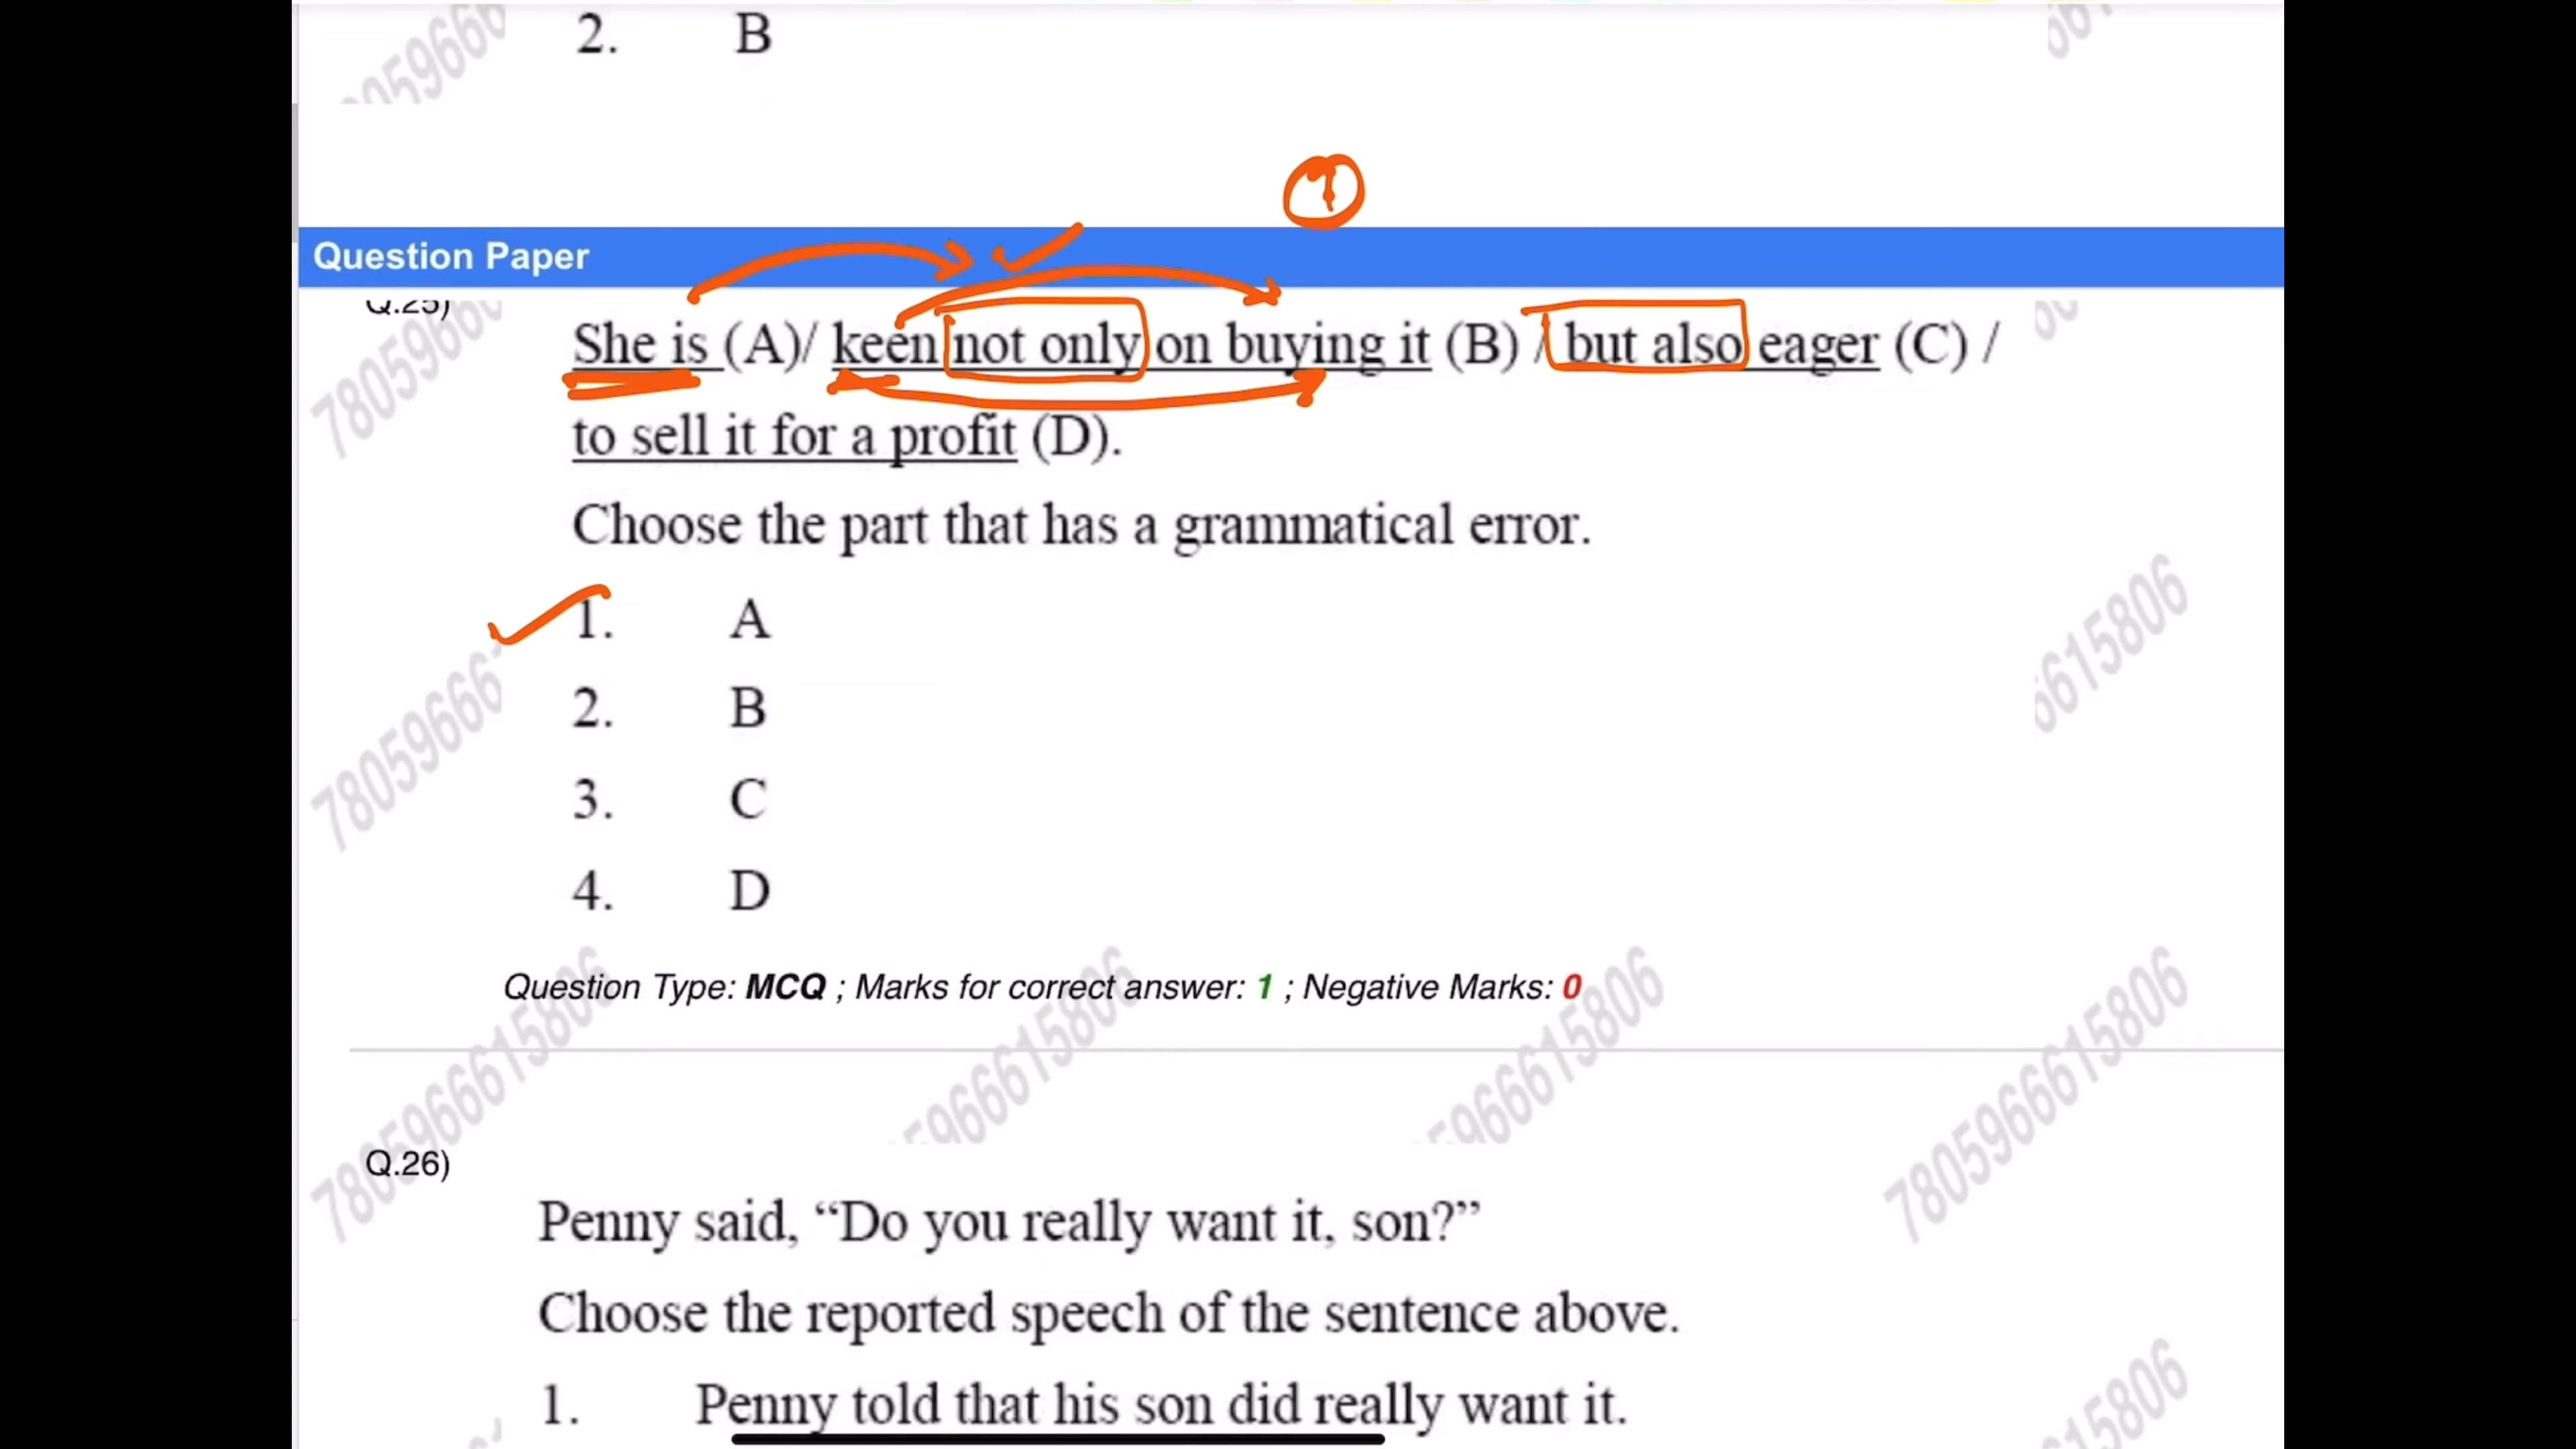 2. B
1
Question Paper
Q.25)
She is (A)/ keen not only on buying it (B) / but also eager (C) /
to sell it for a profit (D).
Choose the part that has a grammatical error.
1. A
2. B
3. C
4. D
Question Type: MCQ ; Marks for correct answer: 1 ; Negative Marks: 0
Q.26)
Penny said, “Do you really want it, son?”
Choose the reported speech of the sentence above.
1. Penny told that his son did really want it.
7805966615806